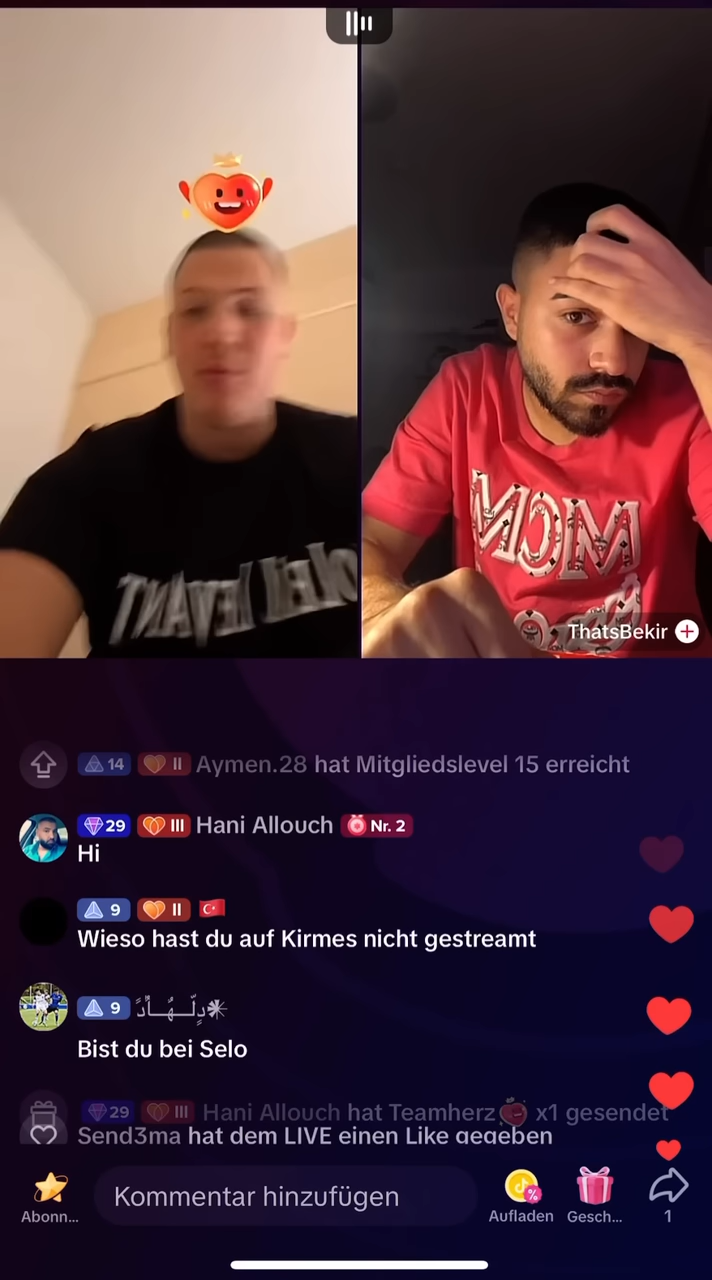 MCM
ThatsBekir
14 II Aymen.28 hat Mitgliedslevel 15 erreicht
29 III Hani Allouch Nr. 2
Hi
9 II
Wieso hast du auf Kirmes nicht gestreamt
9
Bist du bei Selo
29 III Hani Allouch hat Teamherz x1 gesendet
Send3ma hat dem LIVE einen Like gegeben
Abonn...
Kommentar hinzufügen
Aufladen
Gesch...
1